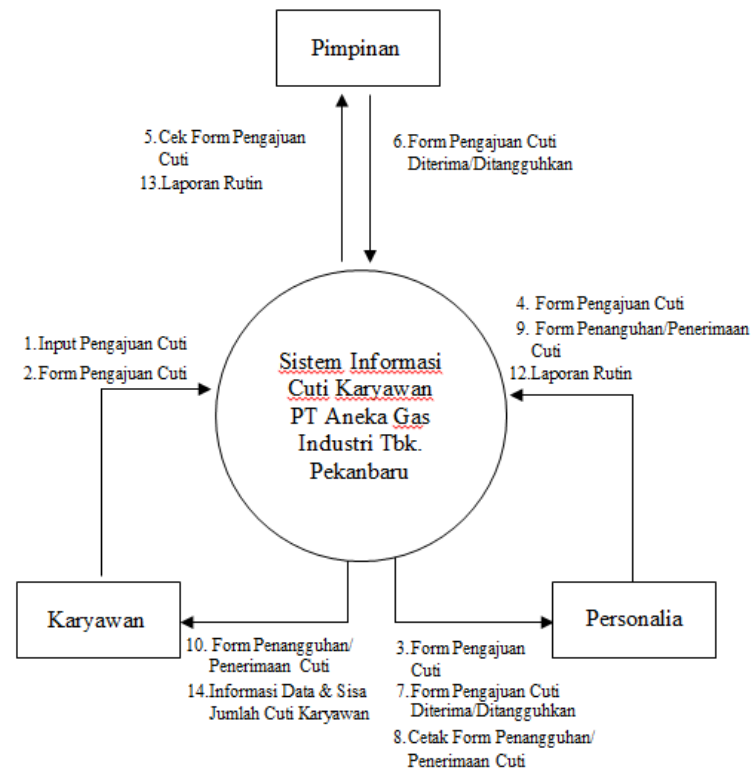 Pimpinan
5.Cek Form Pengajuan
Cuti
13.Laporan Rutin
6.Form Pengajuan Cuti
Diterima/Ditangguhkan
1.Input Pengajuan Cuti
2.Form Pengajuan Cuti
Sistem Informasi
Cuti Karyawan
PT Aneka Gas
Industri Tbk.
Pekanbaru
4. Form Pengajuan Cuti
9. Form Penanguhan/Penerimaan
Cuti
12.Laporan Rutin
Karyawan
Personalia
10. Form Penangguhan/
Penerimaan Cuti
14.Informasi Data & Sisa
Jumlah Cuti Karyawan
3.Form Pengajuan
Cuti
7.Form Pengajuan Cuti
Diterima/Ditangguhkan
8.Cetak Form Penangguhan/
Penerimaan Cuti